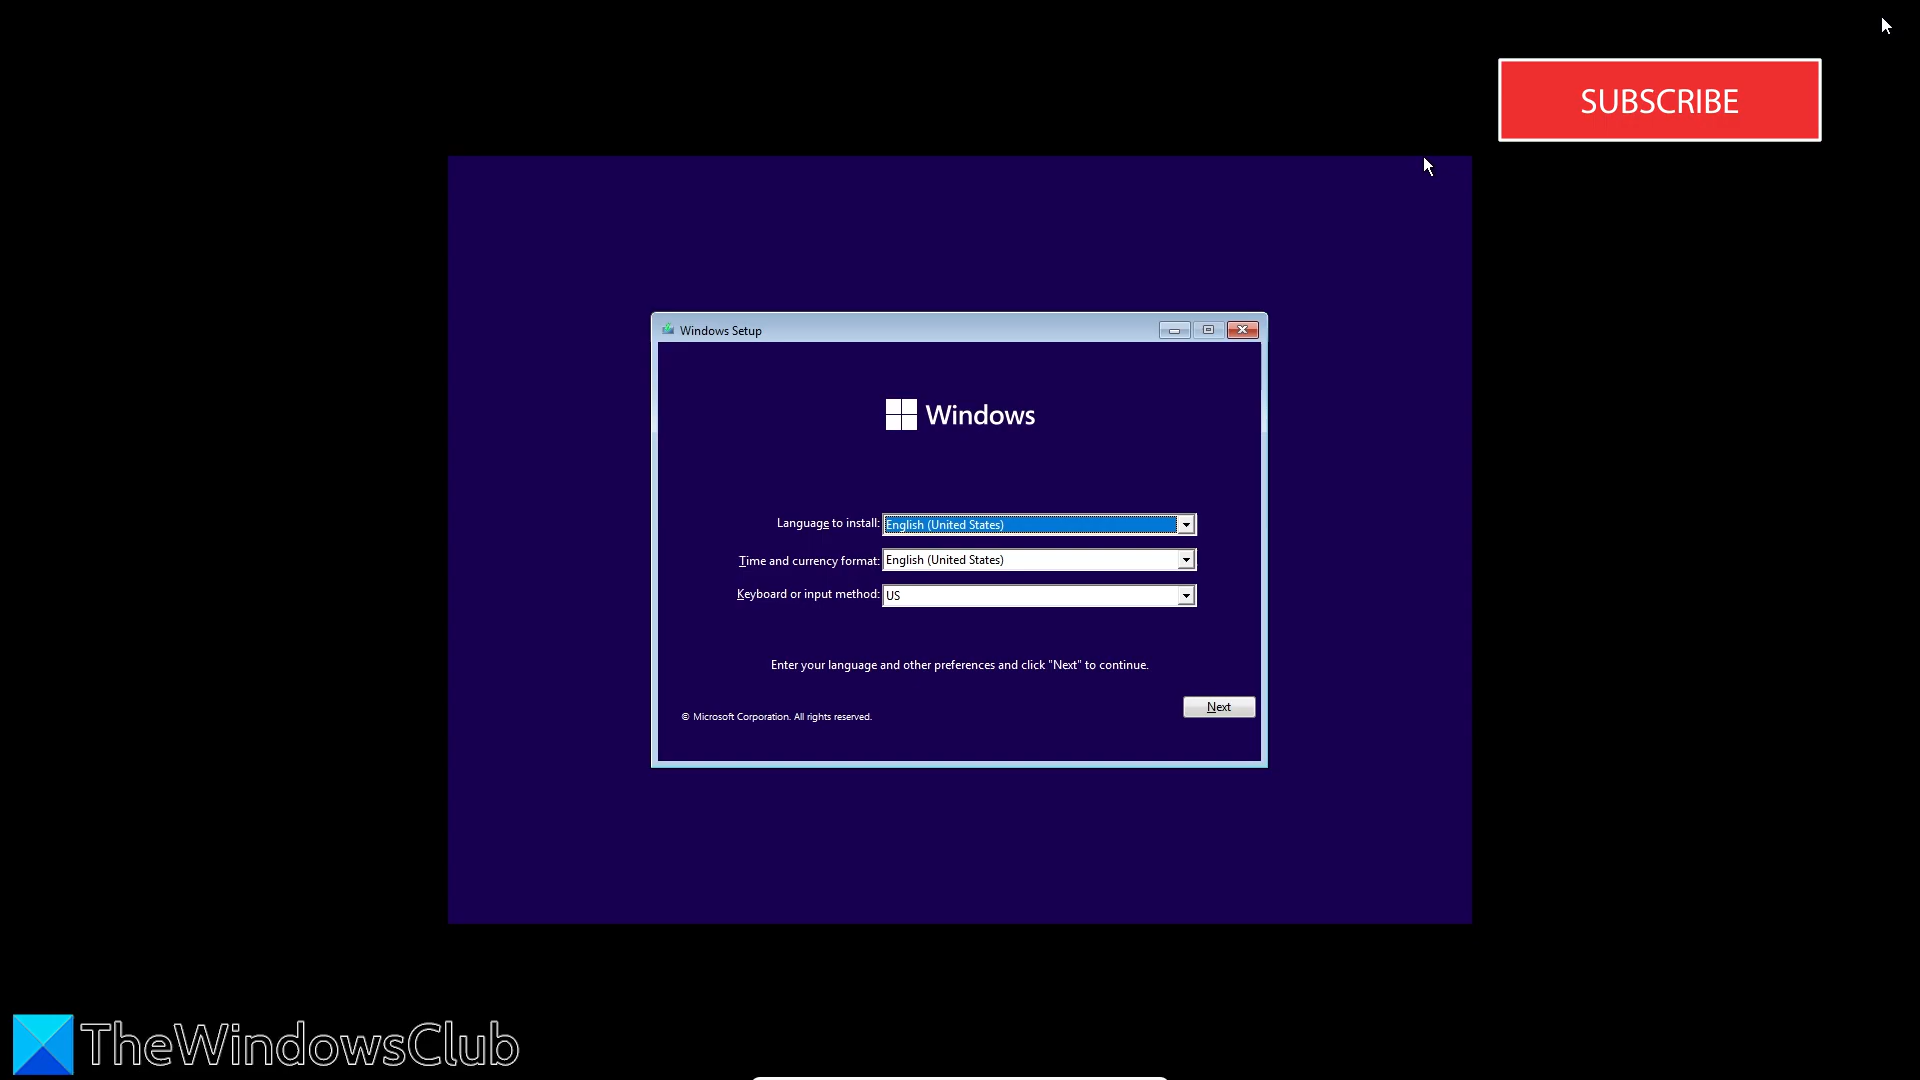 SUBSCRIBE
Windows Setup
Windows
Language to install: English (United States)
Time and currency format: English (United States)
Keyboard or input method: US
Enter your language and other preferences and click "Next" to continue.
Next
© Microsoft Corporation. All rights reserved.
TheWindowsClub